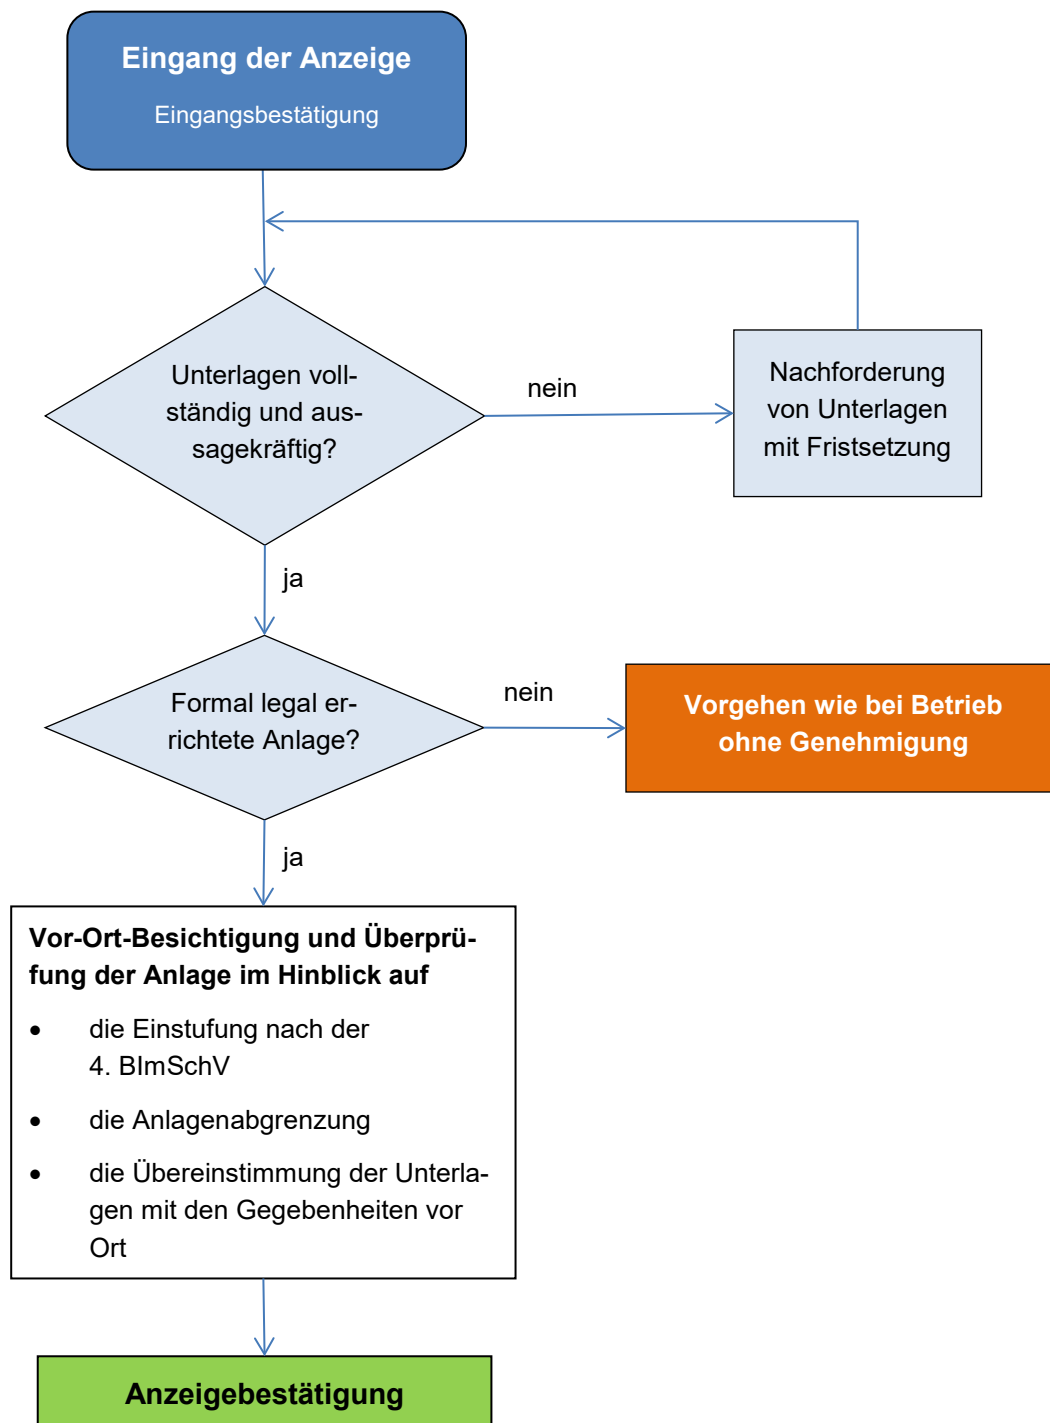 Eingang der Anzeige
Eingangsbestätigung
Unterlagen voll-
ständig und aus-
sagekräftig?
nein
Nachforderung
von Unterlagen
mit Fristsetzung
ja
Formal legal er-
richtete Anlage?
nein
Vorgehen wie bei Betrieb
ohne Genehmigung
ja
Vor-Ort-Besichtigung und Überprü-
fung der Anlage im Hinblick auf
• die Einstufung nach der
4. BImSchV
• die Anlagenabgrenzung
• die Übereinstimmung der Unterla-
gen mit den Gegebenheiten vor
Ort
Anzeigebestätigung